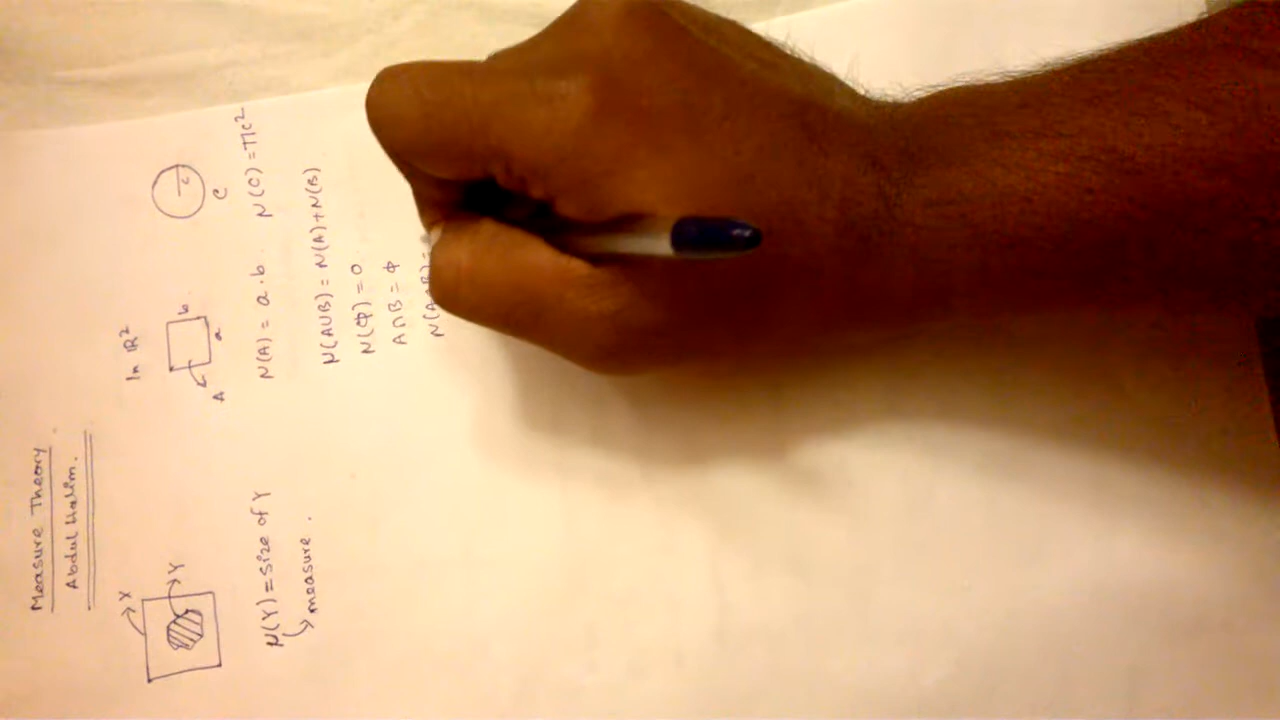 Measure Theory
Abdul Halim.
X
Y
μ(Y) = size of Y
measure.
In ℝ²
A
a
b
c
C
μ(A) = a·b
μ(C) = πc²
μ(A∪B) = μ(A)+μ(B)
μ(Φ) = 0
A∩B = Φ
μ(A∩B) =